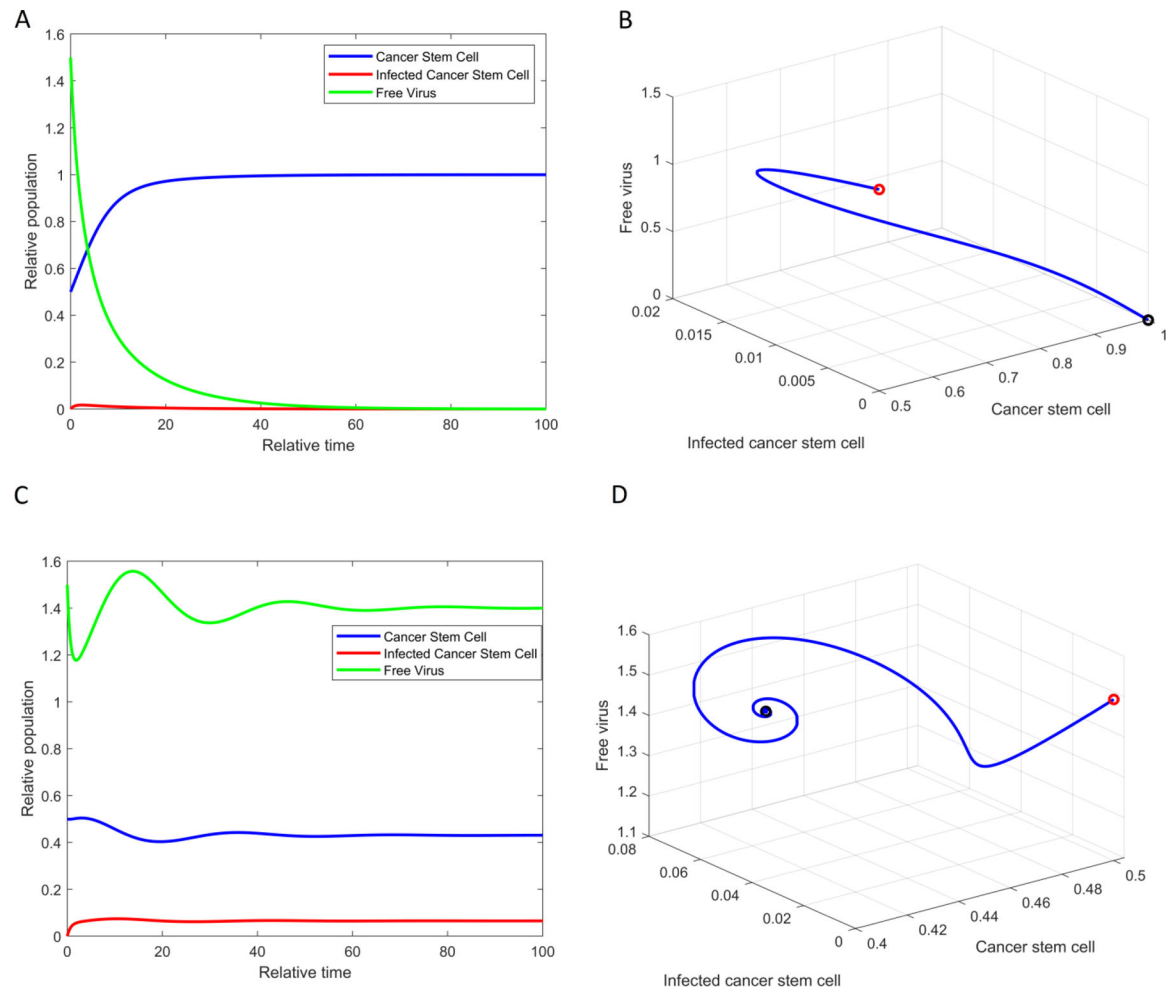 A
Relative population
1.6
1.4
1.2
1
0.8
0.6
0.4
0.2
0
0 20 40 60 80 100
Relative time
Cancer Stem Cell
Infected Cancer Stem Cell
Free Virus
B
Free virus
1.5
1
0.5
0
0.02
0.015
0.01
0.005
0
0.5
0.6
0.7
0.8
0.9
1
Infected cancer stem cell
Cancer stem cell
C
Relative population
1.6
1.4
1.2
1
0.8
0.6
0.4
0.2
0
0 20 40 60 80 100
Relative time
Cancer Stem Cell
Infected Cancer Stem Cell
Free Virus
D
Free virus
1.6
1.5
1.4
1.3
1.2
1.1
0.08
0.06
0.04
0.02
0
0.4
0.42
0.44
0.46
0.48
0.5
Infected cancer stem cell
Cancer stem cell